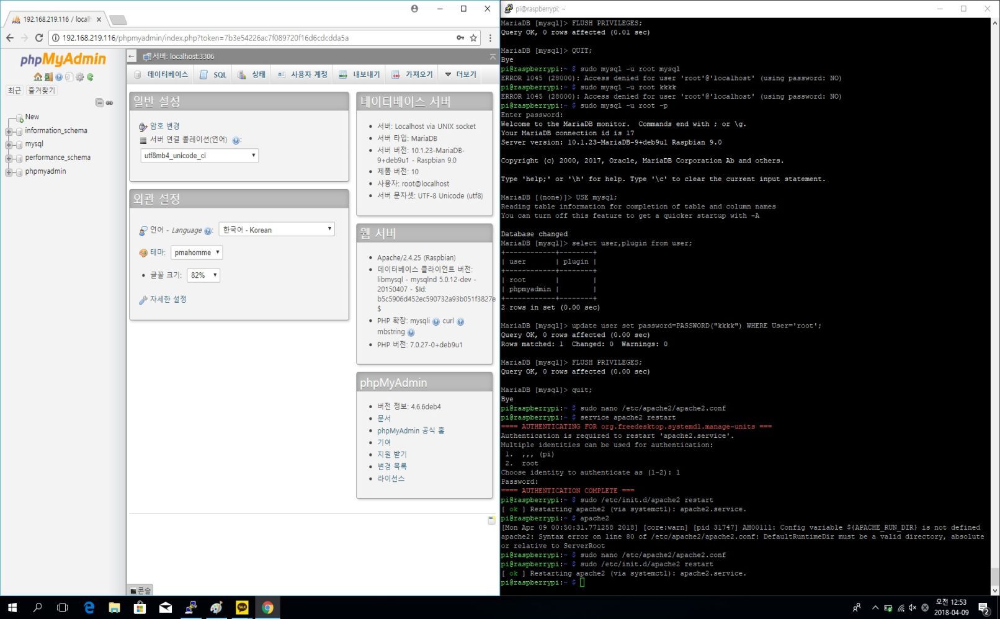 192.168.219.116 / local
192.168.219.116/phpmyadmin/index.php?token=7b3e54226ac7f089720f16d6cdcdda5a
phpMyAdmin
최근 즐겨찾기
New
information_schema
mysql
performance_schema
phpmyadmin
서버: localhost:3306
데이터베이스 SQL 상태 사용자 계정 내보내기 가져오기 더보기
일반 설정
암호 변경
서버 연결 콜레이션(언어) :
utf8mb4_unicode_ci
외관 설정
언어 - Language : 한국어 - Korean
테마: pmahomme
글꼴 크기: 82%
자세한 설정
데이터베이스 서버
서버: Localhost via UNIX socket
서버 타입: MariaDB
서버 버전: 10.1.23-MariaDB-
9+deb9u1 - Raspbian 9.0
제품 버전: 10
사용자: root@localhost
서버 문자셋: UTF-8 Unicode (utf8)
웹 서버
Apache/2.4.25 (Raspbian)
데이터베이스 클라이언트 버전:
libmysql - mysqlnd 5.0.12-dev -
20150407 - $Id:
b5c5906d452ec590732a93b051f3827e
$
PHP 확장: mysqli curl
mbstring
PHP 버전: 7.0.27-0+deb9u1
phpMyAdmin
버전 정보: 4.6.6deb4
문서
phpMyAdmin 공식 홈
기여
지원 받기
변경 목록
라이선스
콘솔
pi@raspberrypi: ~
MariaDB [mysql]> FLUSH PRIVILEGES;
Query OK, 0 rows affected (0.01 sec)
MariaDB [mysql]> QUIT;
Bye
pi@raspberrypi:~ $ sudo mysql -u root mysql
ERROR 1045 (28000): Access denied for user 'root'@'localhost' (using password: NO)
pi@raspberrypi:~ $ sudo mysql -u root kkkk
ERROR 1045 (28000): Access denied for user 'root'@'localhost' (using password: NO)
pi@raspberrypi:~ $ sudo mysql -u root -p
Enter password:
Welcome to the MariaDB monitor.  Commands end with ; or \g.
Your MariaDB connection id is 17
Server version: 10.1.23-MariaDB-9+deb9u1 Raspbian 9.0
Copyright (c) 2000, 2017, Oracle, MariaDB Corporation Ab and others.
Type 'help;' or '\h' for help. Type '\c' to clear the current input statement.
MariaDB [(none)]> USE mysql;
Reading table information for completion of table and column names
You can turn off this feature to get a quicker startup with -A
Database changed
MariaDB [mysql]> select user,plugin from user;
+------------+--------+
| user       | plugin |
+------------+--------+
| root       |        |
| phpmyadmin |        |
+------------+--------+
2 rows in set (0.00 sec)
MariaDB [mysql]> update user set password=PASSWORD("kkkk") WHERE User='root';
Query OK, 0 rows affected (0.00 sec)
Rows matched: 1  Changed: 0  Warnings: 0
MariaDB [mysql]> FLUSH PRIVILEGES;
Query OK, 0 rows affected (0.00 sec)
MariaDB [mysql]> quit;
Bye
pi@raspberrypi:~ $ sudo nano /etc/apache2/apache2.conf
pi@raspberrypi:~ $ service apache2 restart
==== AUTHENTICATING FOR org.freedesktop.systemd1.manage-units ===
Authentication is required to restart 'apache2.service'.
Multiple identities can be used for authentication:
1.  ,,, (pi)
2.  root
Choose identity to authenticate as (1-2): 1
Password:
==== AUTHENTICATION COMPLETE ===
pi@raspberrypi:~ $ sudo /etc/init.d/apache2 restart
[ ok ] Restarting apache2 (via systemctl): apache2.service.
pi@raspberrypi:~ $ apache2
[Mon Apr 09 00:50:31.771258 2018] [core:warn] [pid 31747] AH00111: Config variable ${APACHE_RUN_DIR} is not defined
apache2: Syntax error on line 80 of /etc/apache2/apache2.conf: DefaultRuntimeDir must be a valid directory, absolute
or relative to ServerRoot
pi@raspberrypi:~ $ sudo nano /etc/apache2/apache2.conf
pi@raspberrypi:~ $ sudo /etc/init.d/apache2 restart
[ ok ] Restarting apache2 (via systemctl): apache2.service.
pi@raspberrypi:~ $
TALK
오전 12:53
2018-04-09
2